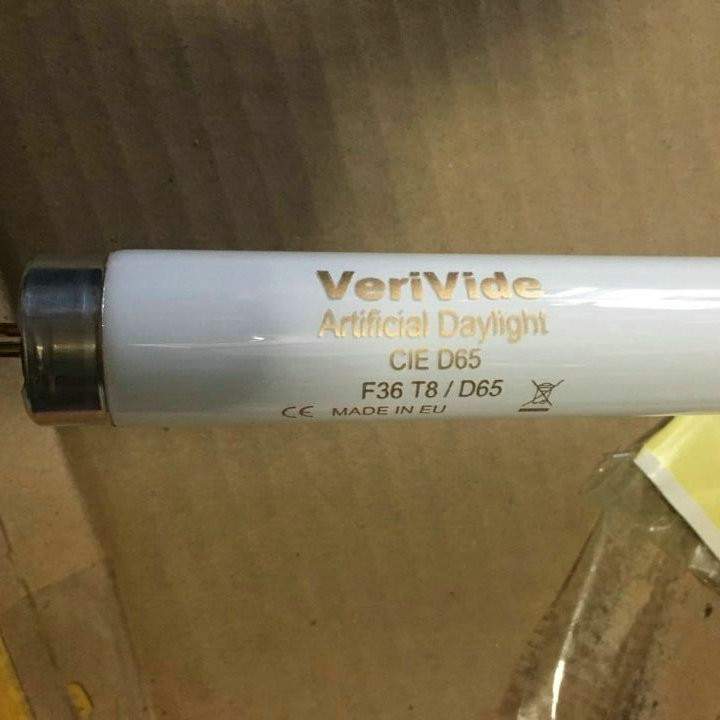 VeriVide
Artificial Daylight
CIE D65
F36 T8 / D65
CE MADE IN EU